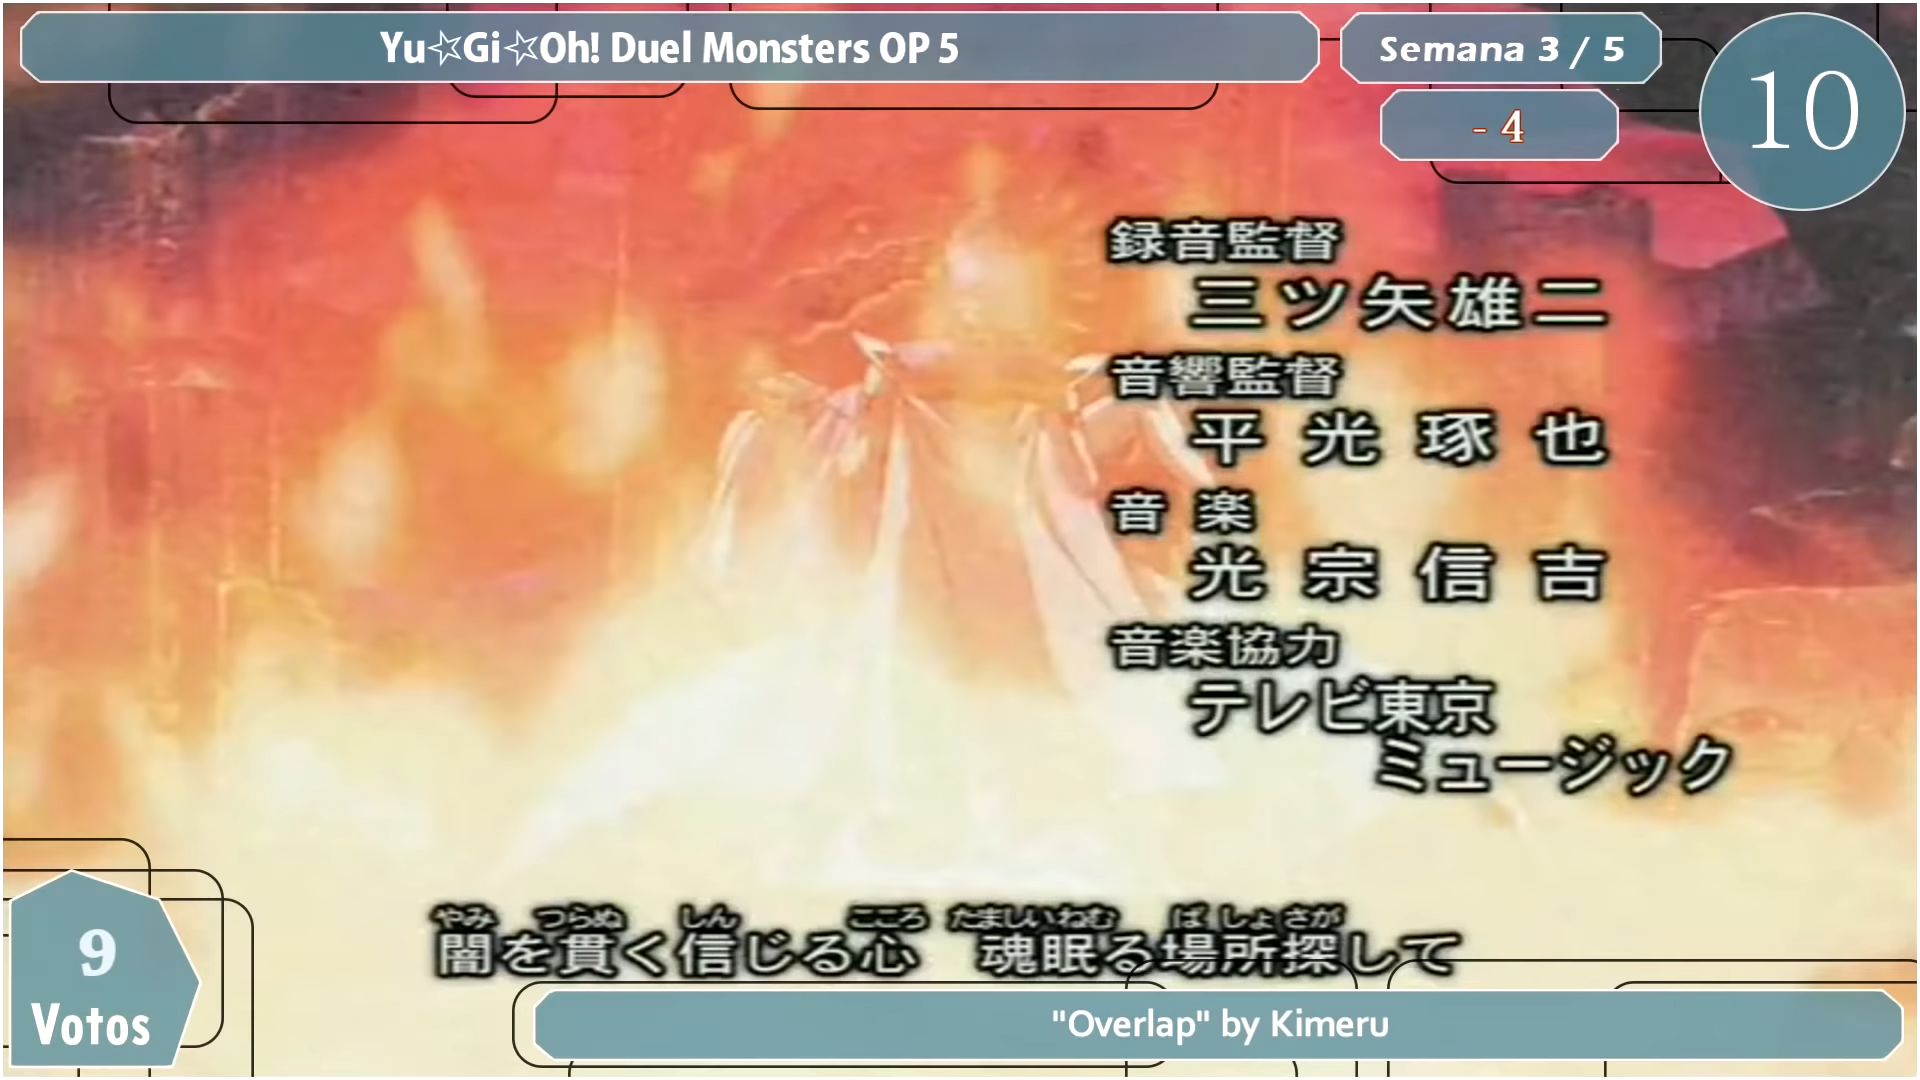 Yu☆Gi☆Oh! Duel Monsters OP 5
Semana 3 / 5
10
- 4
録音監督
三ツ矢雄二
音響監督
平光琢也
音楽
光宗信吉
音楽協力
テレビ東京
ミュージック
やみ つらぬ しん こころ たましいねむ ばしょさが
闇を貫く信じる心 魂眠る場所探して
9
Votos
"Overlap" by Kimeru